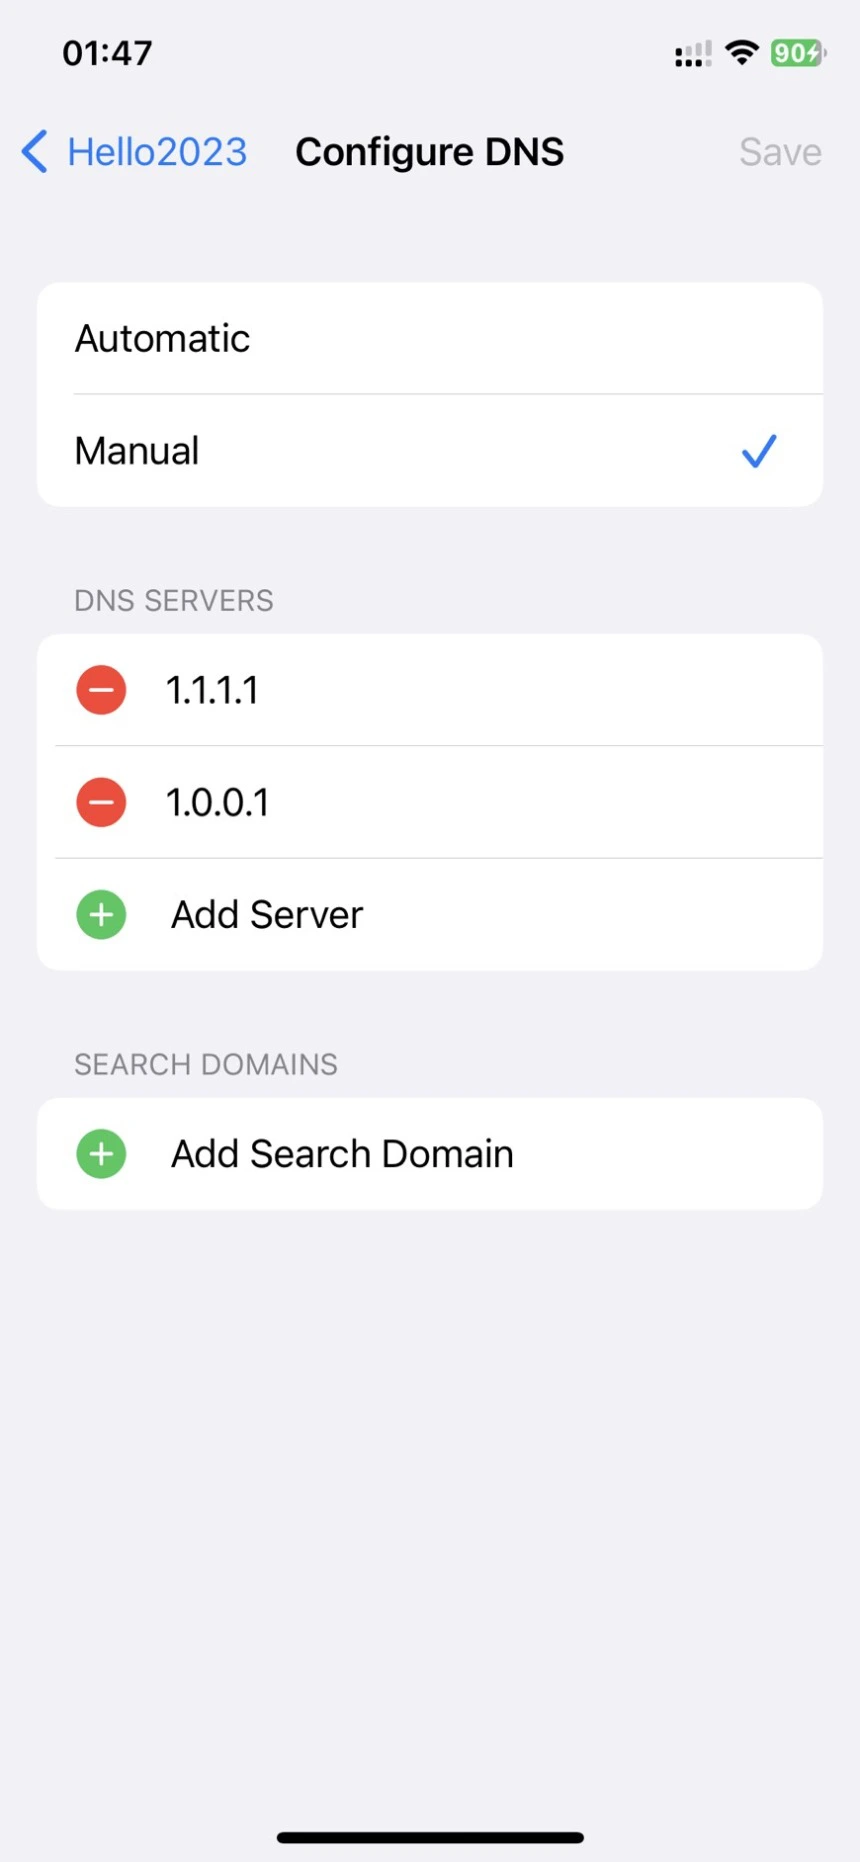 01:47
90
Hello2023
Configure DNS
Save
Automatic
Manual
DNS SERVERS
1.1.1.1
1.0.0.1
Add Server
SEARCH DOMAINS
Add Search Domain